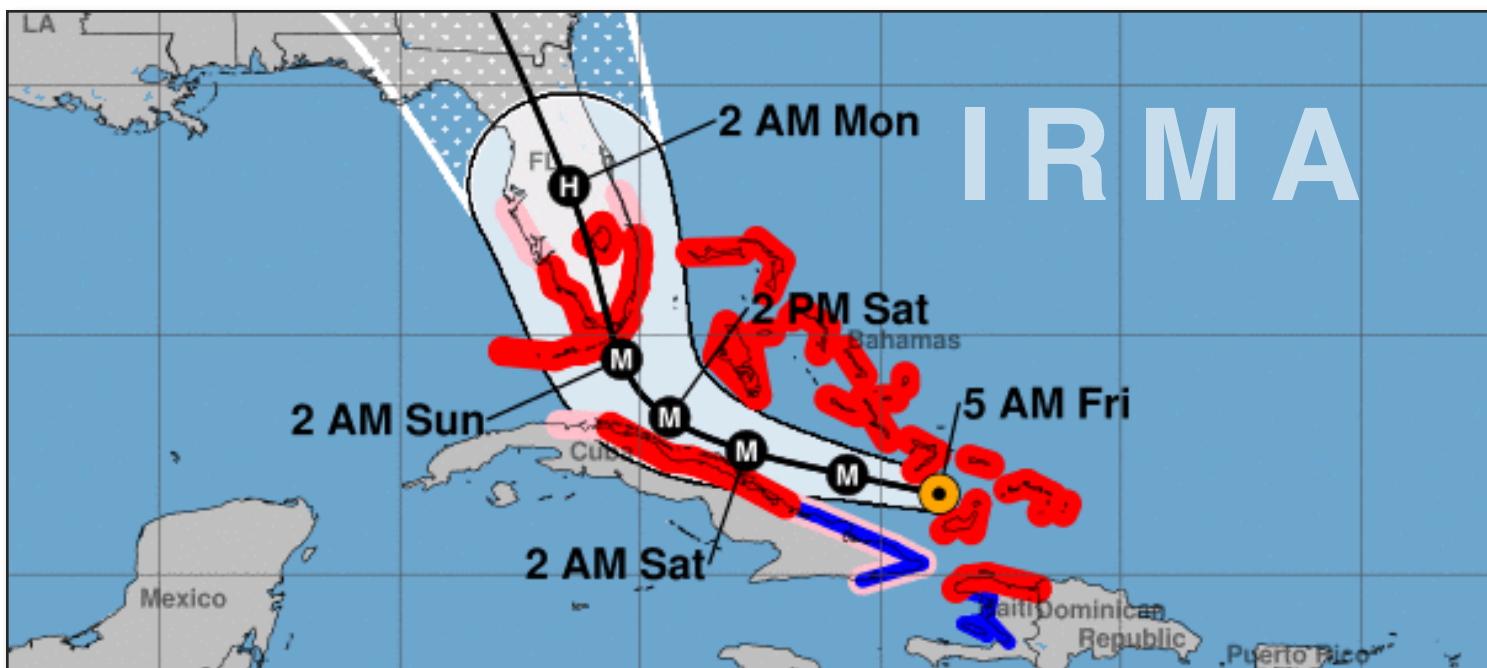 LA
2 AM Mon
IRMA
FL
H
2 PM Sat
Bahamas
M
2 AM Sun
M
5 AM Fri
Cuba
M
M
2 AM Sat
Mexico
Haiti
Dominican
Republic
Puerto Rico